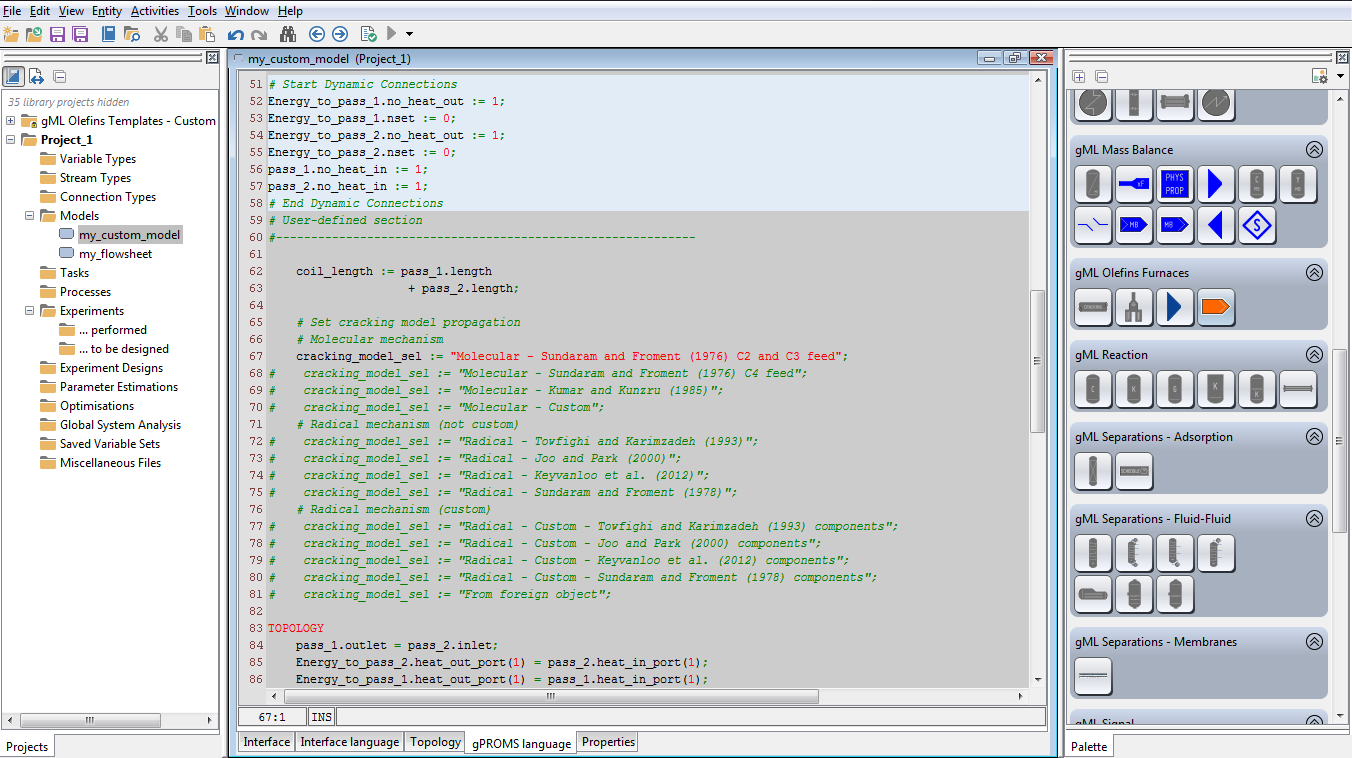 File Edit View Entity Activities Tools Window Help
35 library projects hidden
gML Olefins Templates - Custom
Project_1
Variable Types
Stream Types
Connection Types
Models
my_custom_model
my_flowsheet
Tasks
Processes
Experiments
... performed
... to be designed
Experiment Designs
Parameter Estimations
Optimisations
Global System Analysis
Saved Variable Sets
Miscellaneous Files
Projects
my_custom_model (Project_1)
51 # Start Dynamic Connections
52 Energy_to_pass_1.no_heat_out := 1;
53 Energy_to_pass_1.nset := 0;
54 Energy_to_pass_2.no_heat_out := 1;
55 Energy_to_pass_2.nset := 0;
56 pass_1.no_heat_in := 1;
57 pass_2.no_heat_in := 1;
58 # End Dynamic Connections
59 # User-defined section
60 #------------------------------------------------------------
61
62 coil_length := pass_1.length
63 + pass_2.length;
64
65 # Set cracking model propagation
66 # Molecular mechanism
67 cracking_model_sel := "Molecular - Sundaram and Froment (1976) C2 and C3 feed";
68 # cracking_model_sel := "Molecular - Sundaram and Froment (1976) C4 feed";
69 # cracking_model_sel := "Molecular - Kumar and Kunzru (1985)";
70 # cracking_model_sel := "Molecular - Custom";
71 # Radical mechanism (not custom)
72 # cracking_model_sel := "Radical - Towfighi and Karimzadeh (1993)";
73 # cracking_model_sel := "Radical - Joo and Park (2000)";
74 # cracking_model_sel := "Radical - Keyvanloo et al. (2012)";
75 # cracking_model_sel := "Radical - Sundaram and Froment (1978)";
76 # Radical mechanism (custom)
77 # cracking_model_sel := "Radical - Custom - Towfighi and Karimzadeh (1993) components";
78 # cracking_model_sel := "Radical - Custom - Joo and Park (2000) components";
79 # cracking_model_sel := "Radical - Custom - Keyvanloo et al. (2012) components";
80 # cracking_model_sel := "Radical - Custom - Sundaram and Froment (1978) components";
81 # cracking_model_sel := "From foreign object";
82
83 TOPOLOGY
84 pass_1.outlet = pass_2.inlet;
85 Energy_to_pass_2.heat_out_port(1) = pass_2.heat_in_port(1);
86 Energy_to_pass_1.heat_out_port(1) = pass_1.heat_in_port(1);
67:1 INS
Interface Interface language Topology gPROMS language Properties
gML Mass Balance
xF PHYS PROP C MB Y MB
MB MB S
gML Olefins Furnaces
CRACKING
gML Reaction
C K G K K
gML Separations - Adsorption
SCHEDULE
gML Separations - Fluid-Fluid
gML Separations - Membranes
gML Signal
Palette